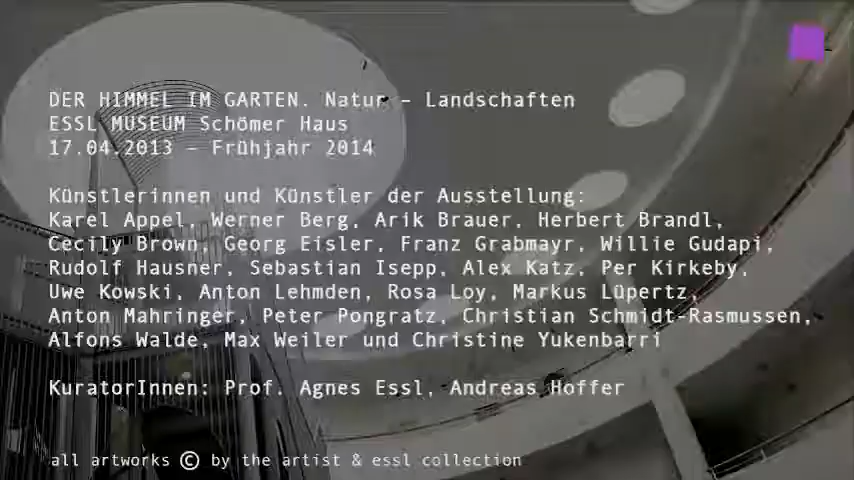 DER HIMMEL IM GARTEN. Natur – Landschaften
ESSL MUSEUM Schömer Haus
17.04.2013 – Frühjahr 2014
Künstlerinnen und Künstler der Ausstellung:
Karel Appel, Werner Berg, Arik Brauer, Herbert Brandl,
Cecily Brown, Georg Eisler, Franz Grabmayr, Willie Gudapi,
Rudolf Hausner, Sebastian Isepp, Alex Katz, Per Kirkeby,
Uwe Kowski, Anton Lehmden, Rosa Loy, Markus Lüpertz,
Anton Mahringer, Peter Pongratz, Christian Schmidt-Rasmussen,
Alfons Walde, Max Weiler und Christine Yukenbarri
KuratorInnen: Prof. Agnes Essl, Andreas Hoffer
all artworks © by the artist & essl collection